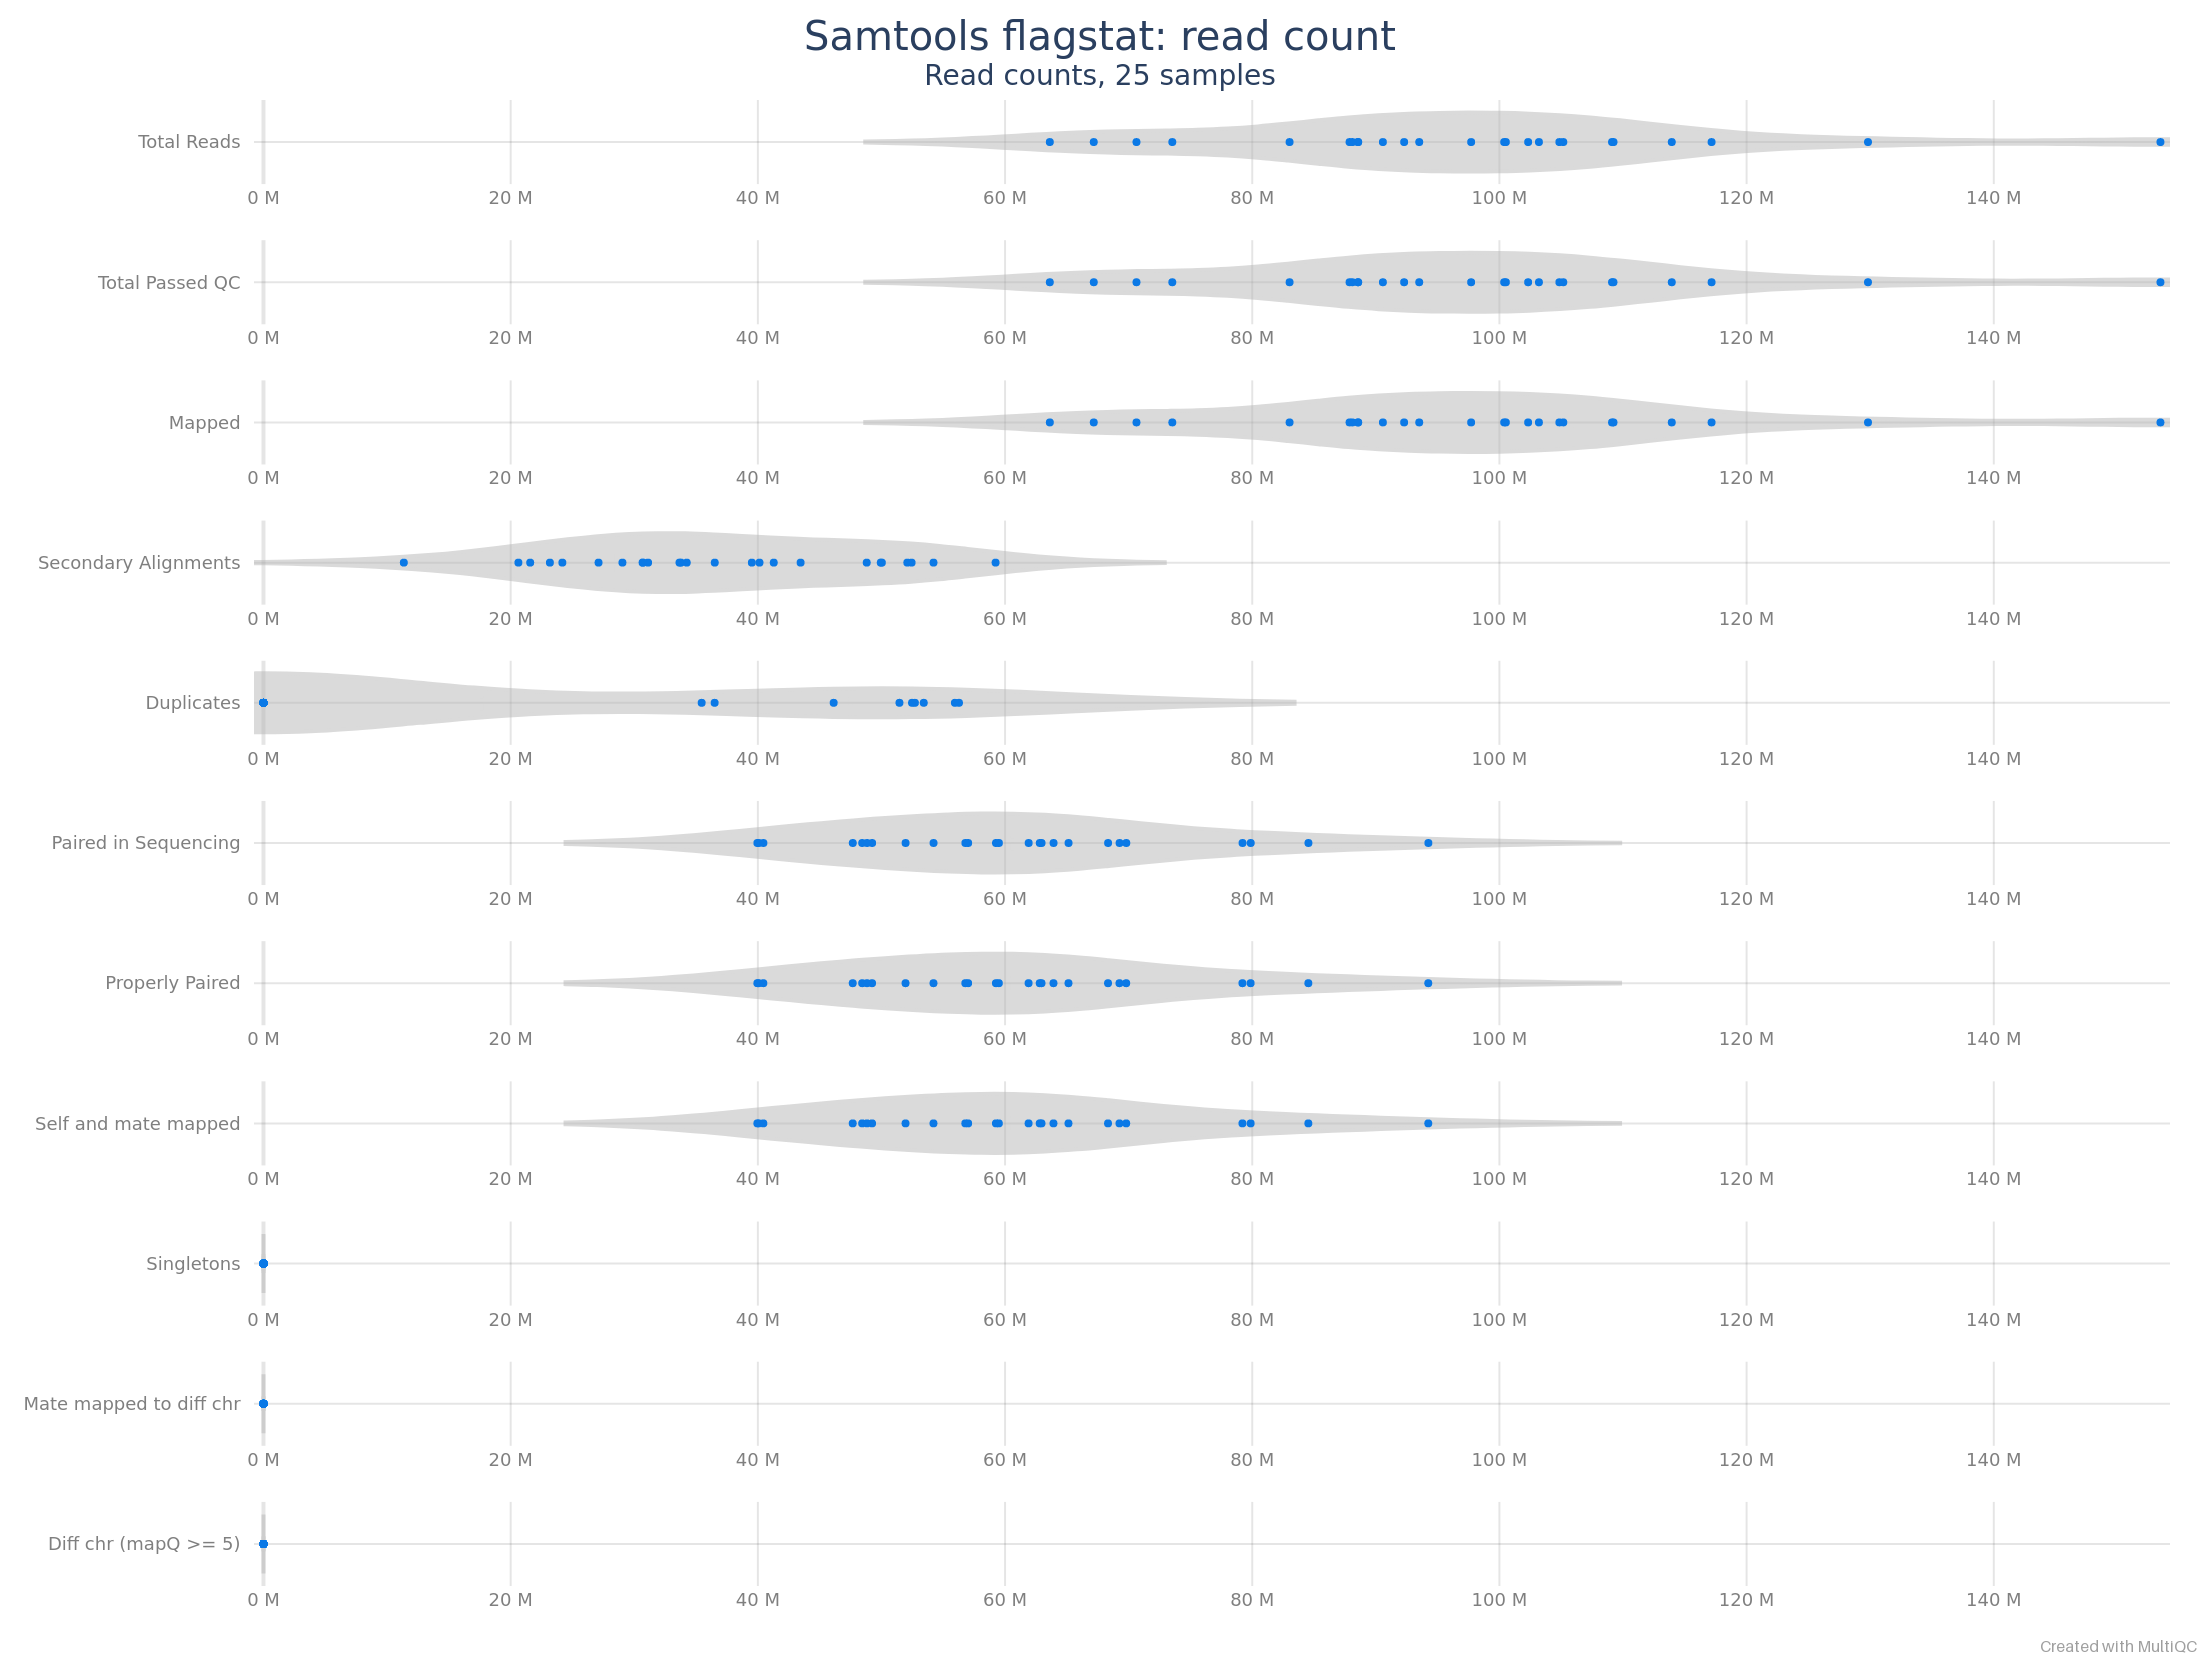 Samtools flagstat: read count
Read counts, 25 samples
Total Reads
0 M 20 M 40 M 60 M 80 M 100 M 120 M 140 M
Total Passed QC
0 M 20 M 40 M 60 M 80 M 100 M 120 M 140 M
Mapped
0 M 20 M 40 M 60 M 80 M 100 M 120 M 140 M
Secondary Alignments
0 M 20 M 40 M 60 M 80 M 100 M 120 M 140 M
Duplicates
0 M 20 M 40 M 60 M 80 M 100 M 120 M 140 M
Paired in Sequencing
0 M 20 M 40 M 60 M 80 M 100 M 120 M 140 M
Properly Paired
0 M 20 M 40 M 60 M 80 M 100 M 120 M 140 M
Self and mate mapped
0 M 20 M 40 M 60 M 80 M 100 M 120 M 140 M
Singletons
0 M 20 M 40 M 60 M 80 M 100 M 120 M 140 M
Mate mapped to diff chr
0 M 20 M 40 M 60 M 80 M 100 M 120 M 140 M
Diff chr (mapQ >= 5)
0 M 20 M 40 M 60 M 80 M 100 M 120 M 140 M
Created with MultiQC